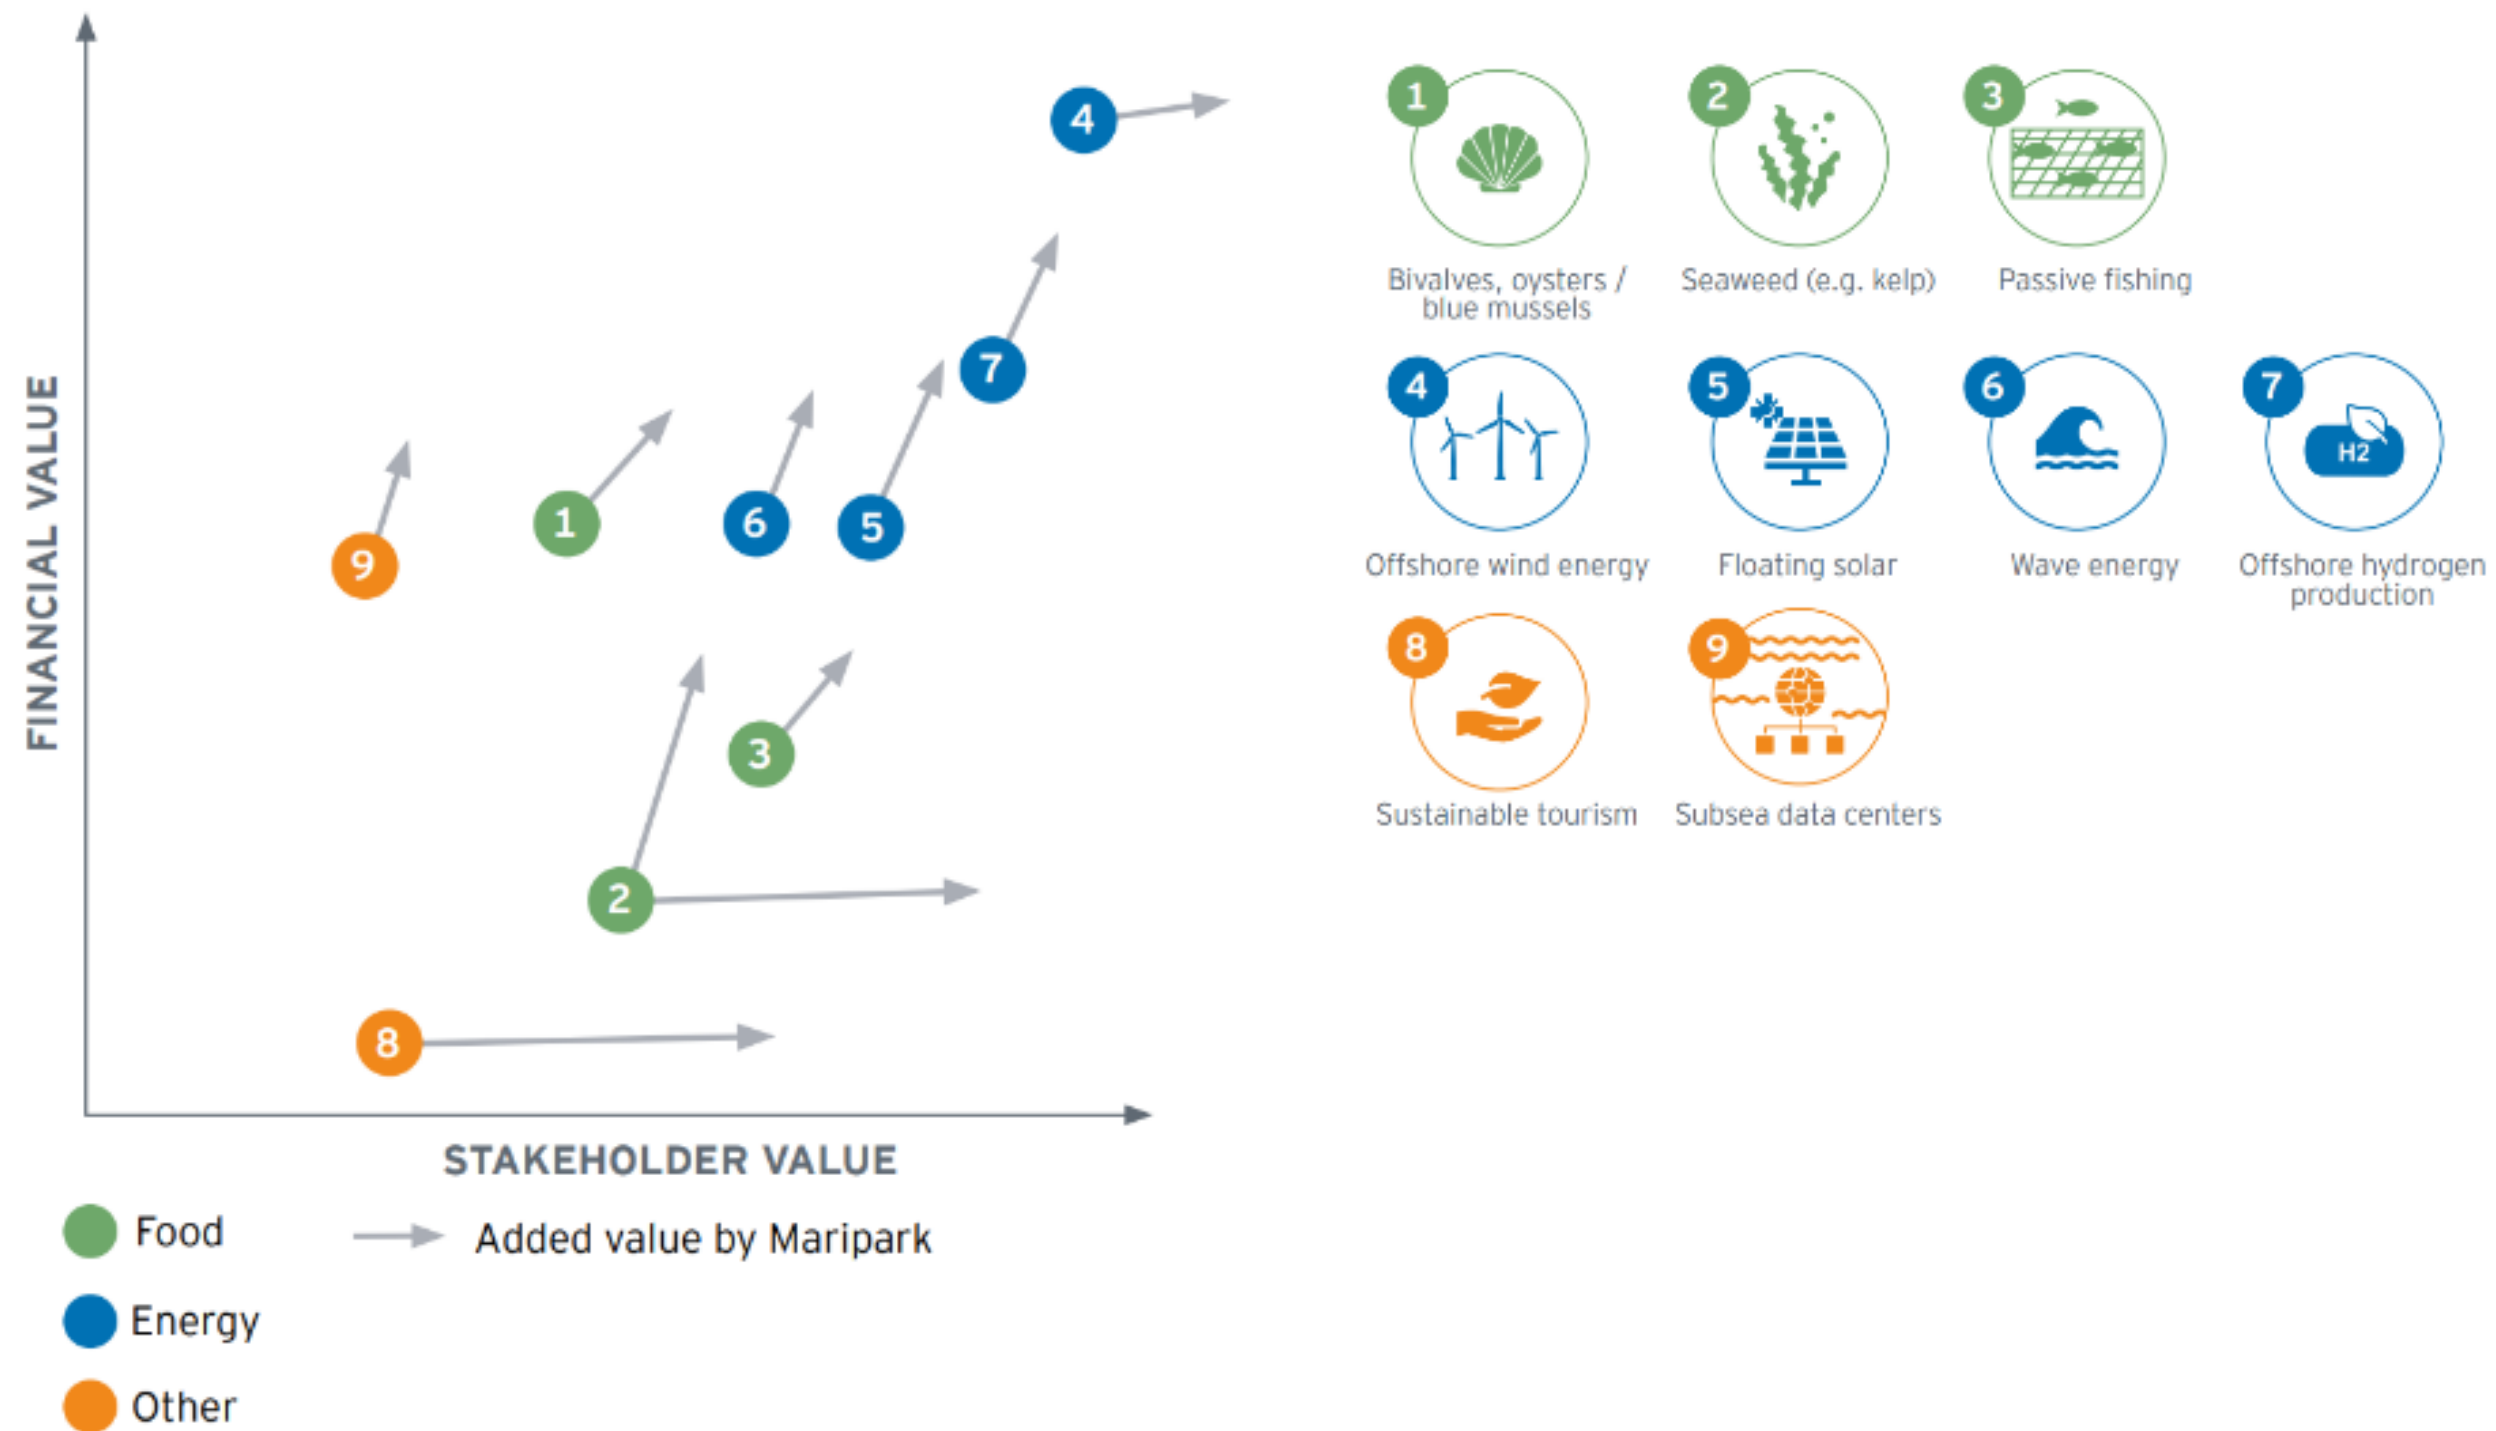 FINANCIAL VALUE
4
7
9
1
6
5
3
2
8
STAKEHOLDER VALUE
Food
Added value by Maripark
Energy
Other
1
2
3
Bivalves, oysters /
blue mussels
Seaweed (e.g. kelp)
Passive fishing
4
5
6
7
H2
Offshore wind energy
Floating solar
Wave energy
Offshore hydrogen
production
8
9
Sustainable tourism
Subsea data centers